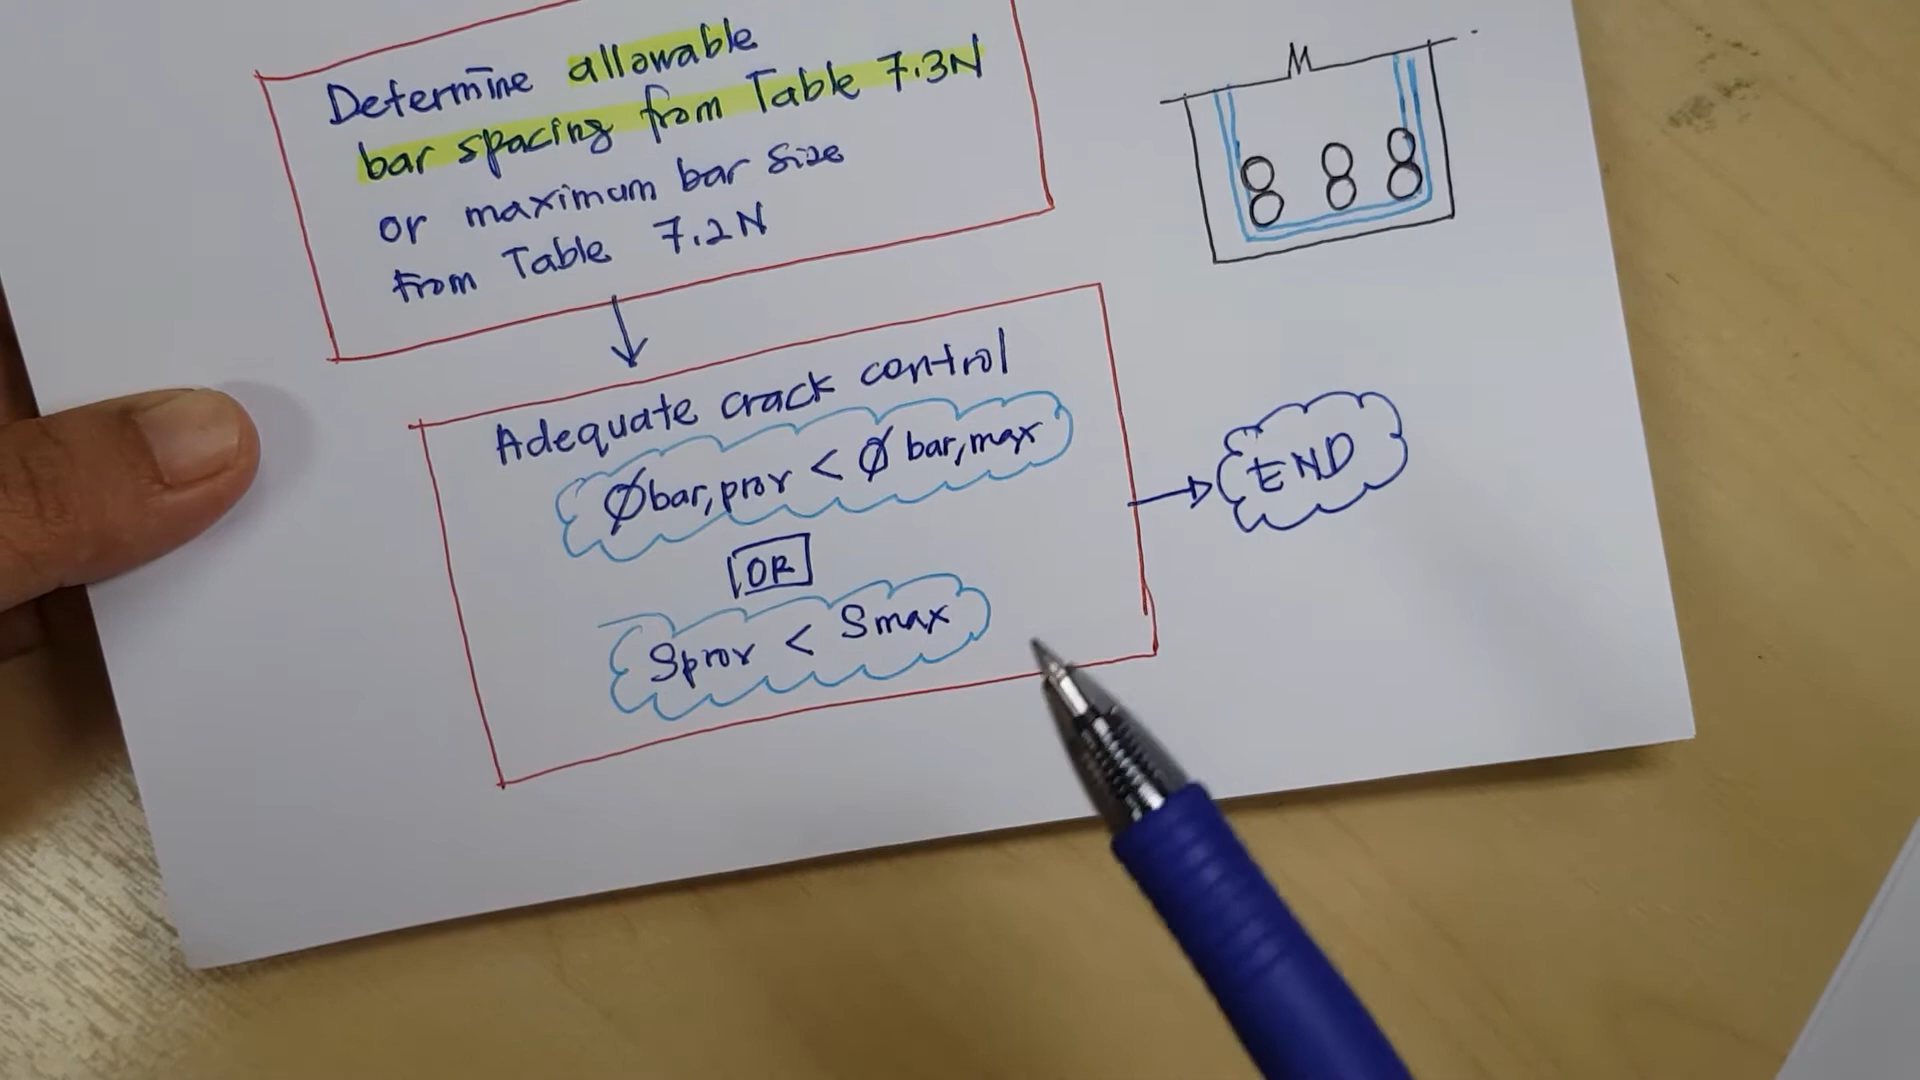 Determine allowable
bar spacing from Table 7.3N
or maximum bar size
from Table 7.2N
M
Adequate crack control
Øbar,prov < Øbar,max
OR
Sprov < Smax
END